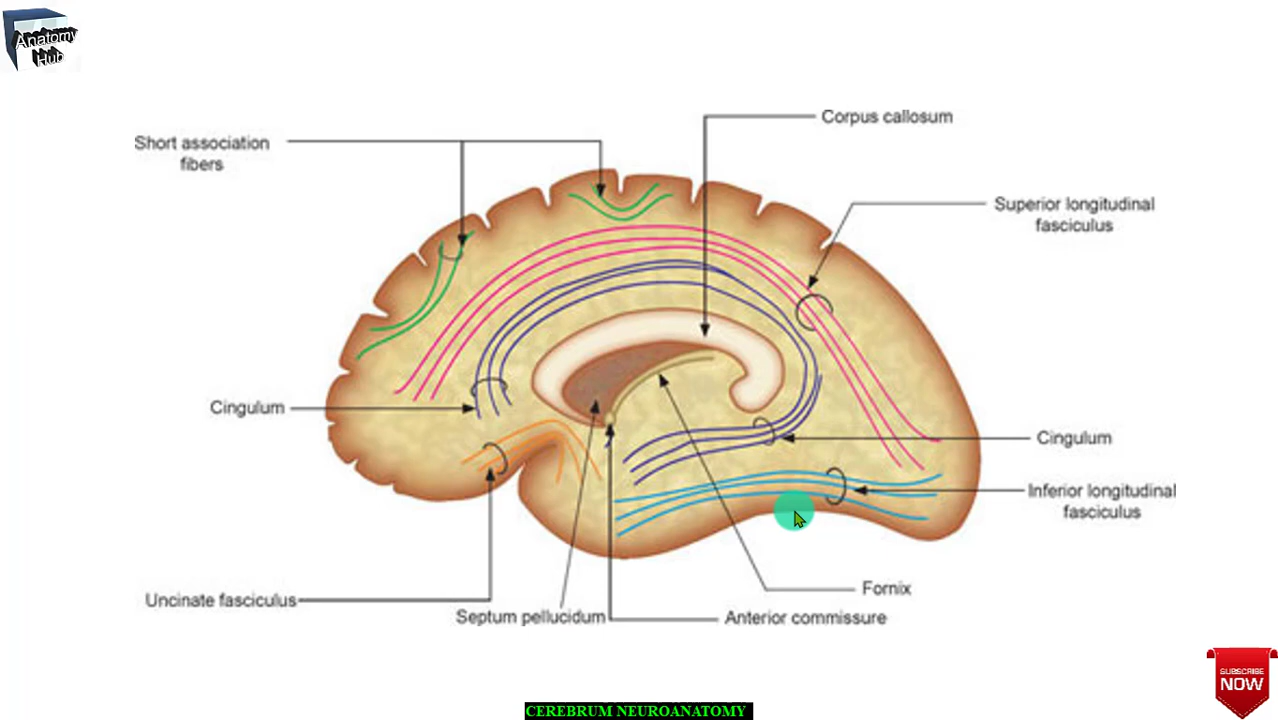 Anatomy
Hub
Corpus callosum
Short association
fibers
Superior longitudinal
fasciculus
Cingulum
Cingulum
Inferior longitudinal
fasciculus
Fornix
Uncinate fasciculus
Septum pellucidum
Anterior commissure
SUBSCRIBE
NOW
CEREBRUM NEUROANATOMY